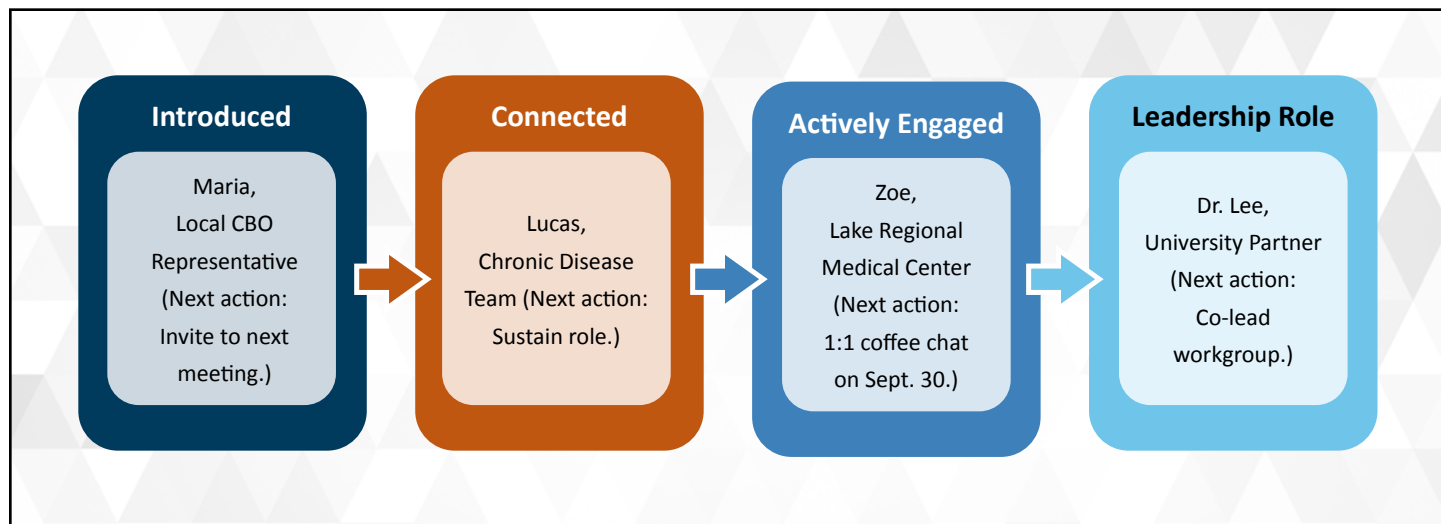 Introduced
Maria,
Local CBO
Representative
(Next action:
Invite to next
meeting.)
Connected
Lucas,
Chronic Disease
Team (Next action:
Sustain role.)
Actively Engaged
Zoe,
Lake Regional
Medical Center
(Next action:
1:1 coffee chat
on Sept. 30.)
Leadership Role
Dr. Lee,
University Partner
(Next action:
Co-lead
workgroup.)